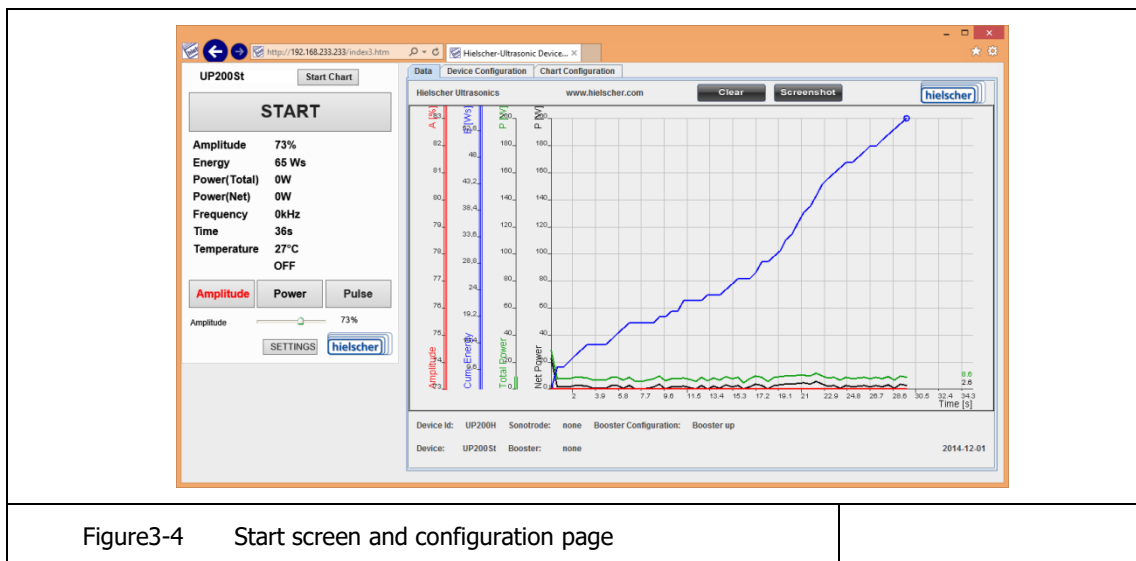 http://192.168.233.233/index3.htm
Hielscher-Ultrasonic Device...
UP200St Start Chart
START
Amplitude 73%
Energy 65 Ws
Power(Total) 0W
Power(Net) 0W
Frequency 0kHz
Time 36s
Temperature 27°C
OFF
Amplitude Power Pulse
Amplitude 73%
SETTINGS hielscher
Data Device Configuration Chart Configuration
Hielscher Ultrasonics www.hielscher.com Clear Screenshot hielscher
A [%]
P [W]
P [W]
82 180 180
81 43,2 160 160
80 38,4 140 140
79 33,6 120 120
28,8
77 24 80 80
76 19,2 60 60
75 40 40
Amplitude
Cum.Energy
Total Power
Net Power
8.6
2.6
2 3.9 5.8 7.7 9.6 11.5 13.4 15.3 17.2 19.1 21 22.9 24.8 26.7 28.6 30.5 32.4 34.3
Time [s]
Device Id: UP200H Sonotrode: none Booster Configuration: Booster up
Device: UP200St Booster: none 2014-12-01
Figure3-4 Start screen and configuration page